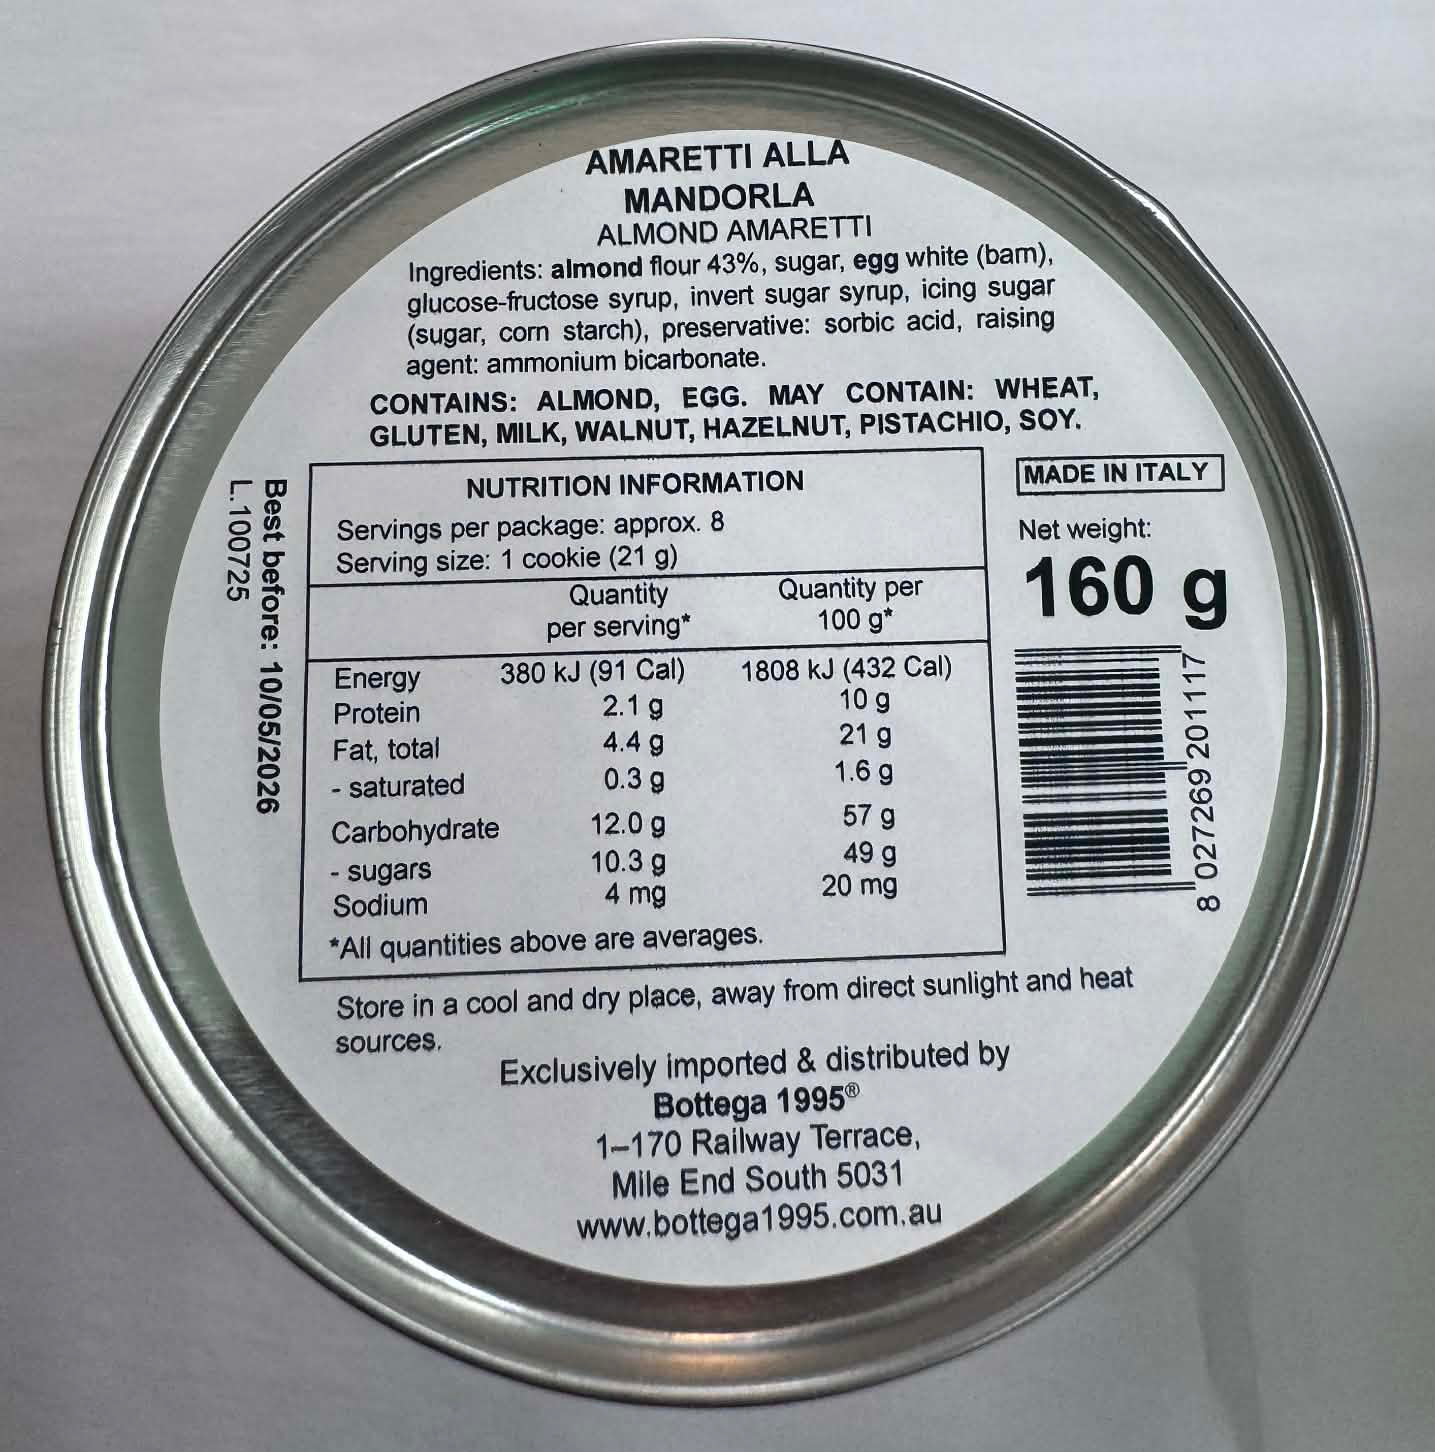 AMARETTI ALLA
MANDORLA
ALMOND AMARETTI
Ingredients: almond flour 43%, sugar, egg white (barn),
glucose-fructose syrup, invert sugar syrup, icing sugar
(sugar, corn starch), preservative: sorbic acid, raising
agent: ammonium bicarbonate.
CONTAINS: ALMOND, EGG. MAY CONTAIN: WHEAT,
GLUTEN, MILK, WALNUT, HAZELNUT, PISTACHIO, SOY.
Best before: 10/05/2026
L.100725
NUTRITION INFORMATION
Servings per package: approx. 8
Serving size: 1 cookie (21 g)
Quantity per serving* Quantity per 100 g*
Energy 380 kJ (91 Cal) 1808 kJ (432 Cal)
Protein 2.1 g 10 g
Fat, total 4.4 g 21 g
- saturated 0.3 g 1.6 g
Carbohydrate 12.0 g 57 g
- sugars 10.3 g 49 g
Sodium 4 mg 20 mg
*All quantities above are averages.
MADE IN ITALY
Net weight:
160 g
8 027269 201117
Store in a cool and dry place, away from direct sunlight and heat
sources.
Exclusively imported & distributed by
Bottega 1995®
1–170 Railway Terrace,
Mile End South 5031
www.bottega1995.com.au